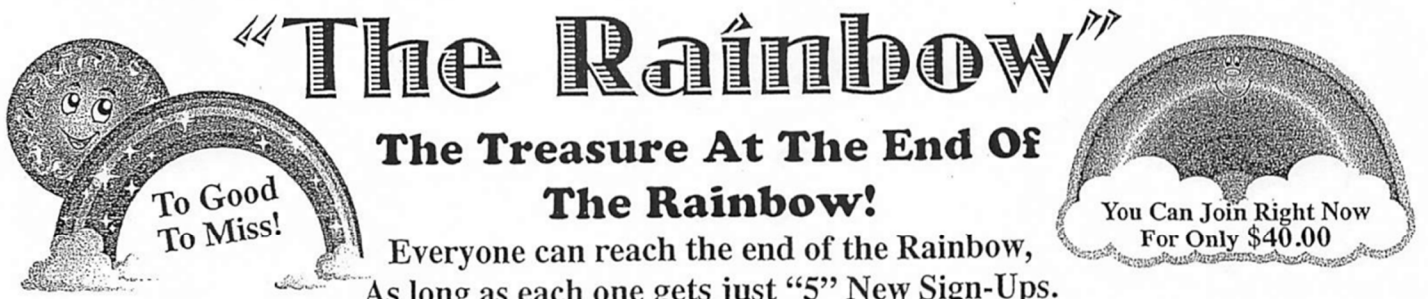 “The Rainbow”
The Treasure At The End Of
The Rainbow!
To Good
To Miss!
You Can Join Right Now
For Only $40.00
Everyone can reach the end of the Rainbow,
As long as each one gets just “5” New Sign-Ups.